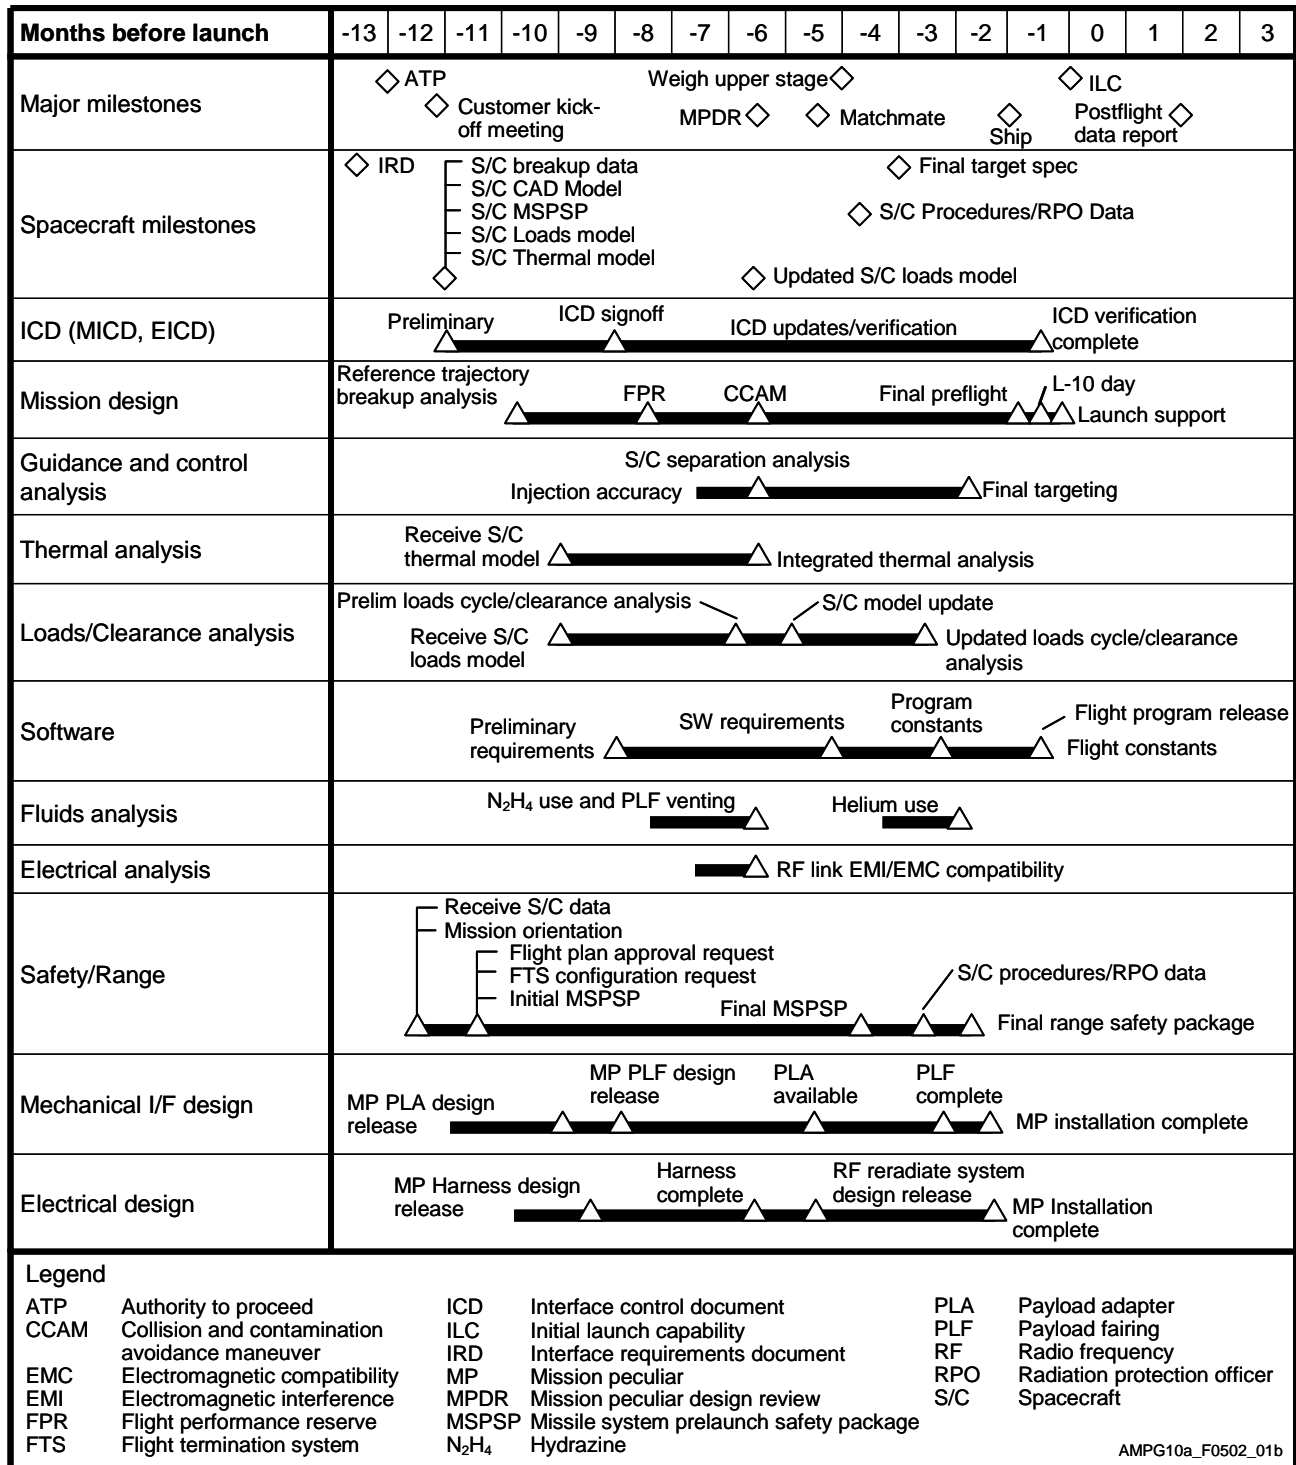 Months before launch -13 -12 -11 -10 -9 -8 -7 -6 -5 -4 -3 -2 -1 0 1 2 3
Major milestones
ATP
Customer kick-
off meeting
Weigh upper stage
MPDR
Matchmate
Ship
ILC
Postflight
data report
Spacecraft milestones
IRD
S/C breakup data
S/C CAD Model
S/C MSPSP
S/C Loads model
S/C Thermal model
Final target spec
S/C Procedures/RPO Data
Updated S/C loads model
ICD (MICD, EICD)
Preliminary
ICD signoff
ICD updates/verification
ICD verification
complete
Mission design
Reference trajectory
breakup analysis
FPR
CCAM
Final preflight
L-10 day
Launch support
Guidance and control
analysis
S/C separation analysis
Injection accuracy
Final targeting
Thermal analysis
Receive S/C
thermal model
Integrated thermal analysis
Loads/Clearance analysis
Prelim loads cycle/clearance analysis
S/C model update
Receive S/C
loads model
Updated loads cycle/clearance
analysis
Software
Preliminary
requirements
SW requirements
Program
constants
Flight program release
Flight constants
Fluids analysis
N₂H₄ use and PLF venting
Helium use
Electrical analysis
RF link EMI/EMC compatibility
Safety/Range
Receive S/C data
Mission orientation
Flight plan approval request
FTS configuration request
Initial MSPSP
Final MSPSP
S/C procedures/RPO data
Final range safety package
Mechanical I/F design
MP PLA design
release
MP PLF design
release
PLA
available
PLF
complete
MP installation complete
Electrical design
MP Harness design
release
Harness
complete
RF reradiate system
design release
MP Installation
complete
Legend
ATP Authority to proceed
CCAM Collision and contamination
avoidance maneuver
EMC Electromagnetic compatibility
EMI Electromagnetic interference
FPR Flight performance reserve
FTS Flight termination system
ICD Interface control document
ILC Initial launch capability
IRD Interface requirements document
MP Mission peculiar
MPDR Mission peculiar design review
MSPSP Missile system prelaunch safety package
N₂H₄ Hydrazine
PLA Payload adapter
PLF Payload fairing
RF Radio frequency
RPO Radiation protection officer
S/C Spacecraft
AMPG10a_F0502_01b